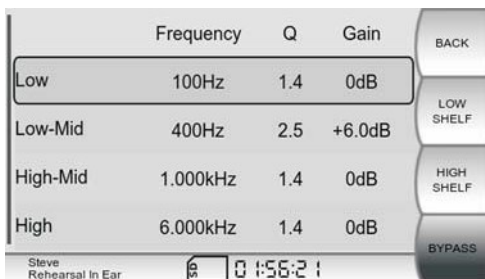 Frequency Q Gain
BACK
Low 100Hz 1.4 0dB
LOW
SHELF
Low-Mid 400Hz 2.5 +6.0dB
High-Mid 1.000kHz 1.4 0dB
HIGH
SHELF
High 6.000kHz 1.4 0dB
BYPASS
Steve
Rehearsal In Ear
SD
01:56:21